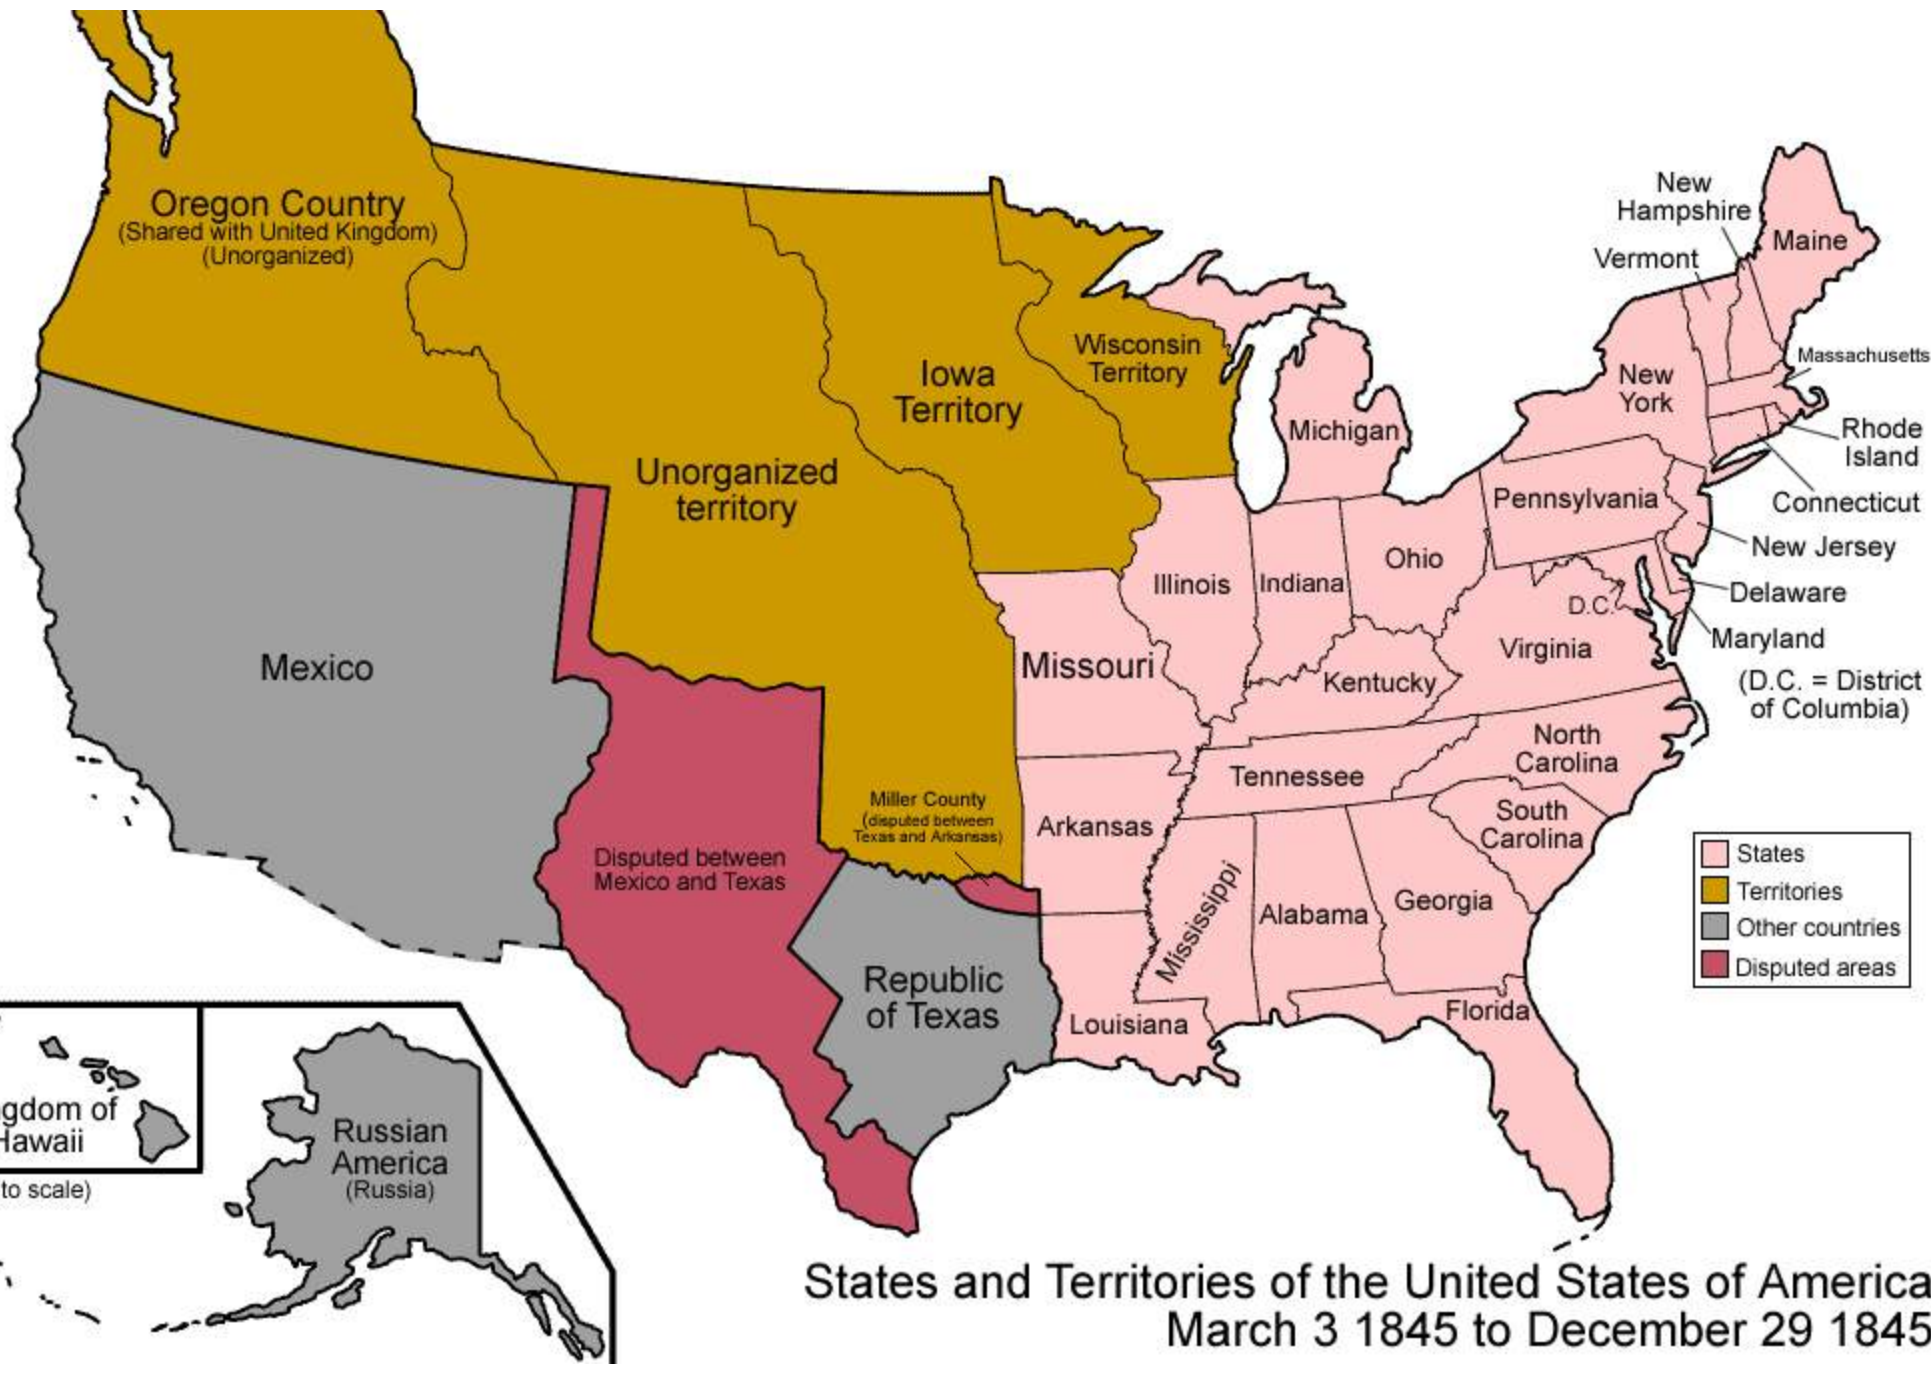 Oregon Country
(Shared with United Kingdom)
(Unorganized)
Unorganized
territory
Iowa
Territory
Wisconsin
Territory
Michigan
New
Hampshire
Vermont
Maine
Massachusetts
New
York
Rhode
Island
Connecticut
Pennsylvania
New Jersey
Delaware
Maryland
(D.C. = District
of Columbia)
D.C.
Ohio
Indiana
Illinois
Virginia
Kentucky
Missouri
Mexico
North
Carolina
Tennessee
South
Carolina
Arkansas
Miller County
(disputed between
Texas and Arkansas)
Disputed between
Mexico and Texas
Mississippi
Alabama
Georgia
Republic
of Texas
Louisiana
Florida
States
Territories
Other countries
Disputed areas
gdom of
Hawaii
to scale)
Russian
America
(Russia)
States and Territories of the United States of America
March 3 1845 to December 29 1845